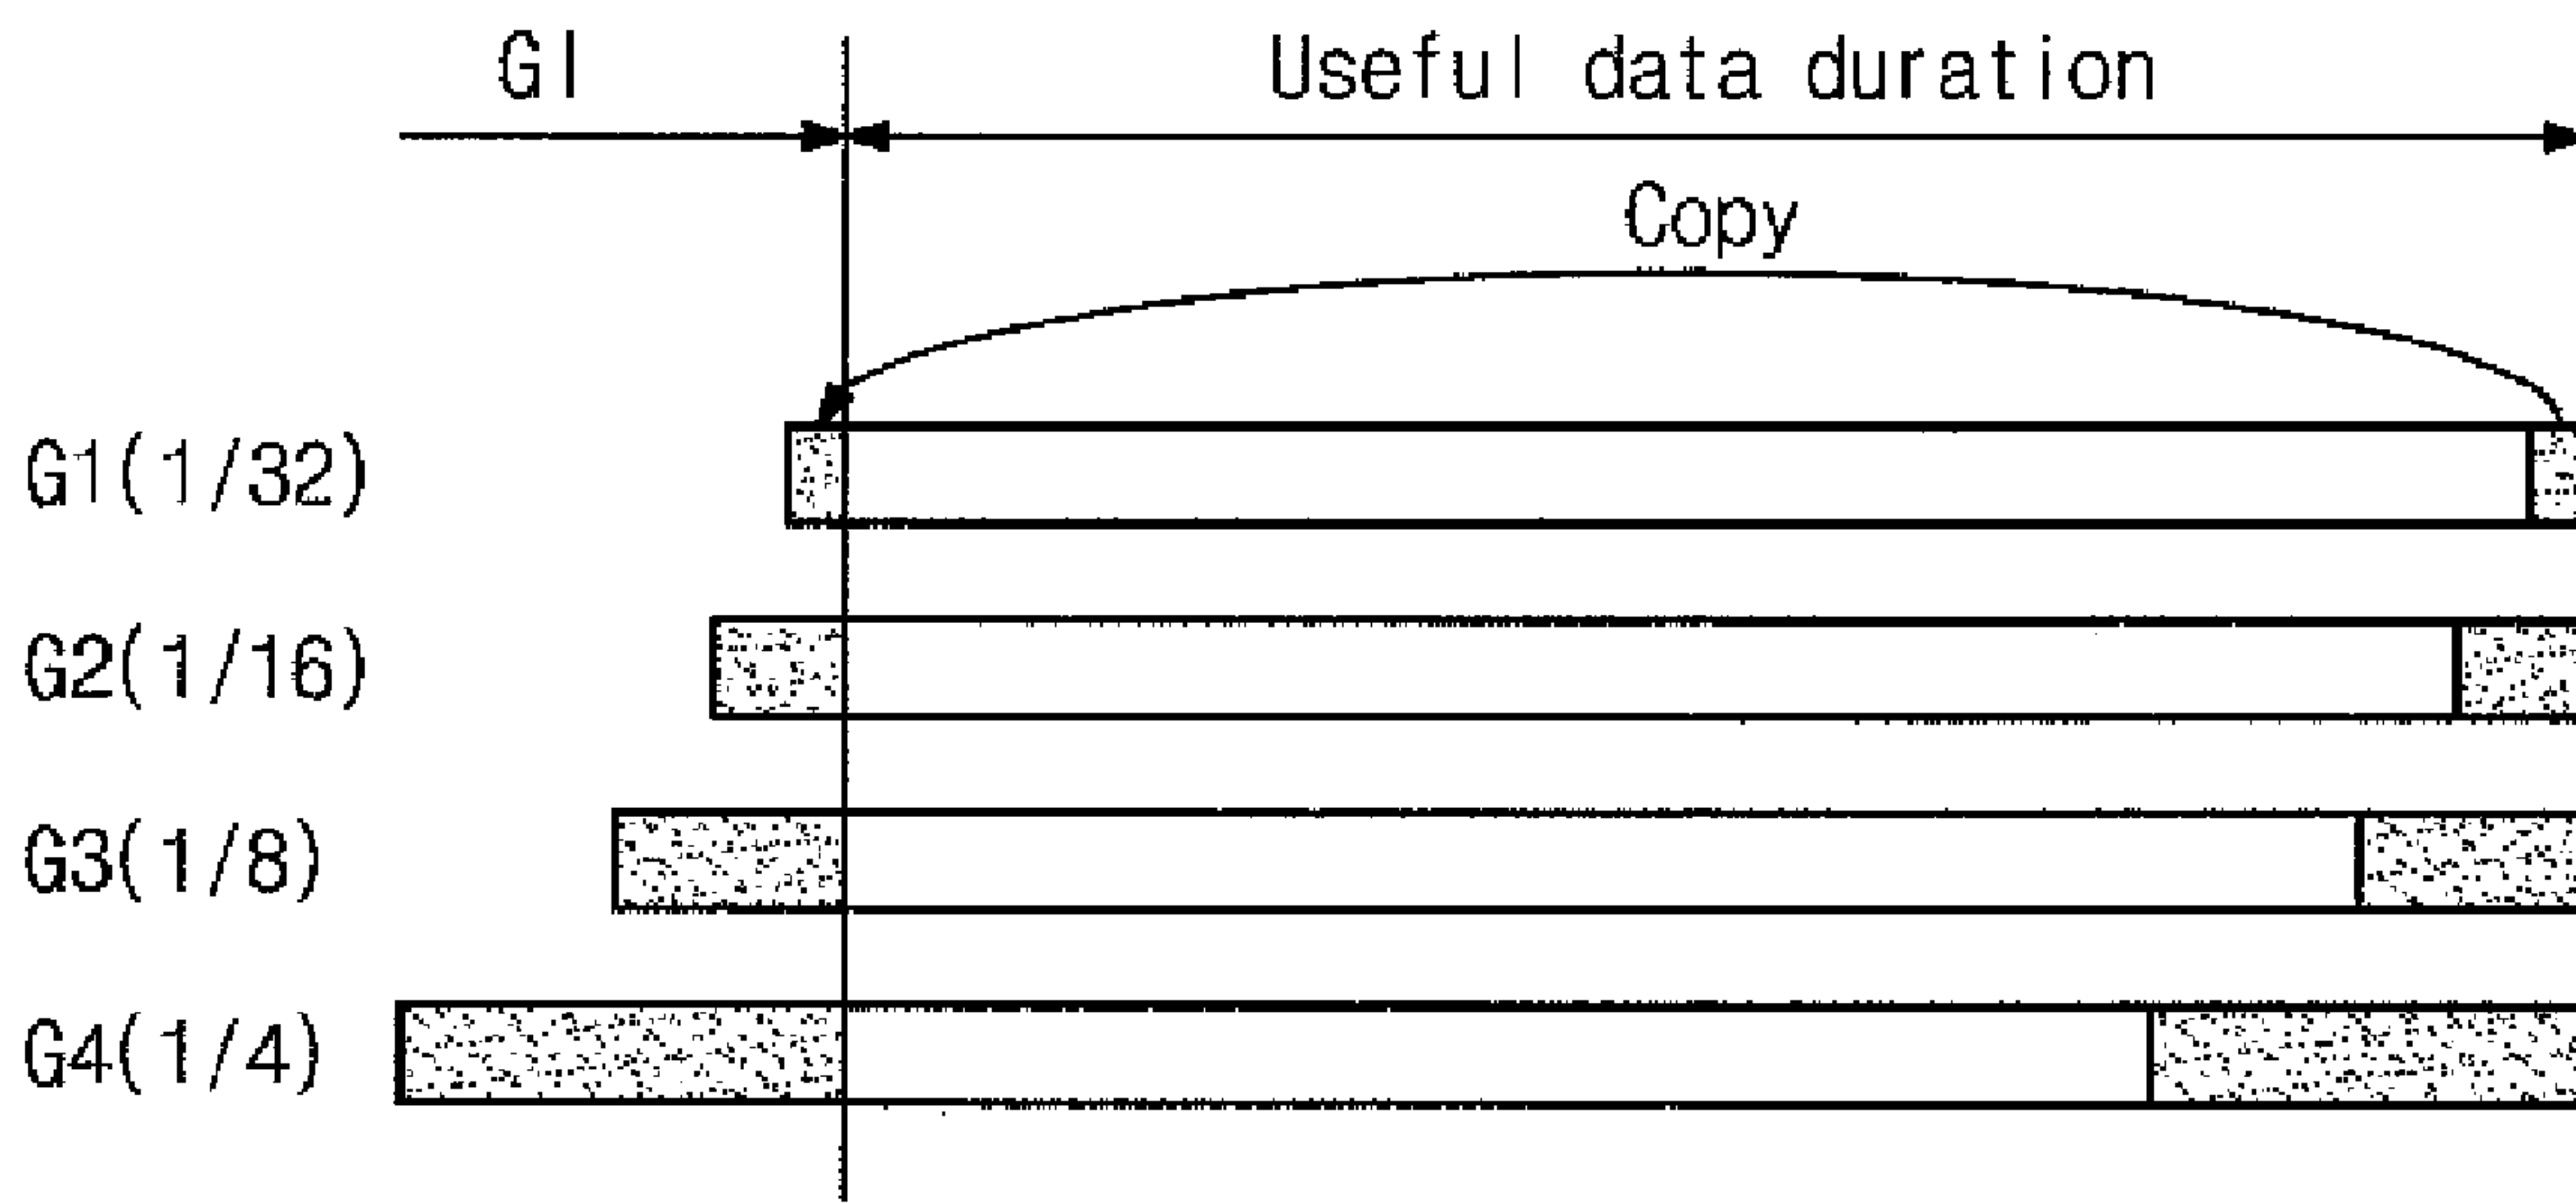 GI
Useful data duration
Copy
G1(1/32)
G2(1/16)
G3(1/8)
G4(1/4)